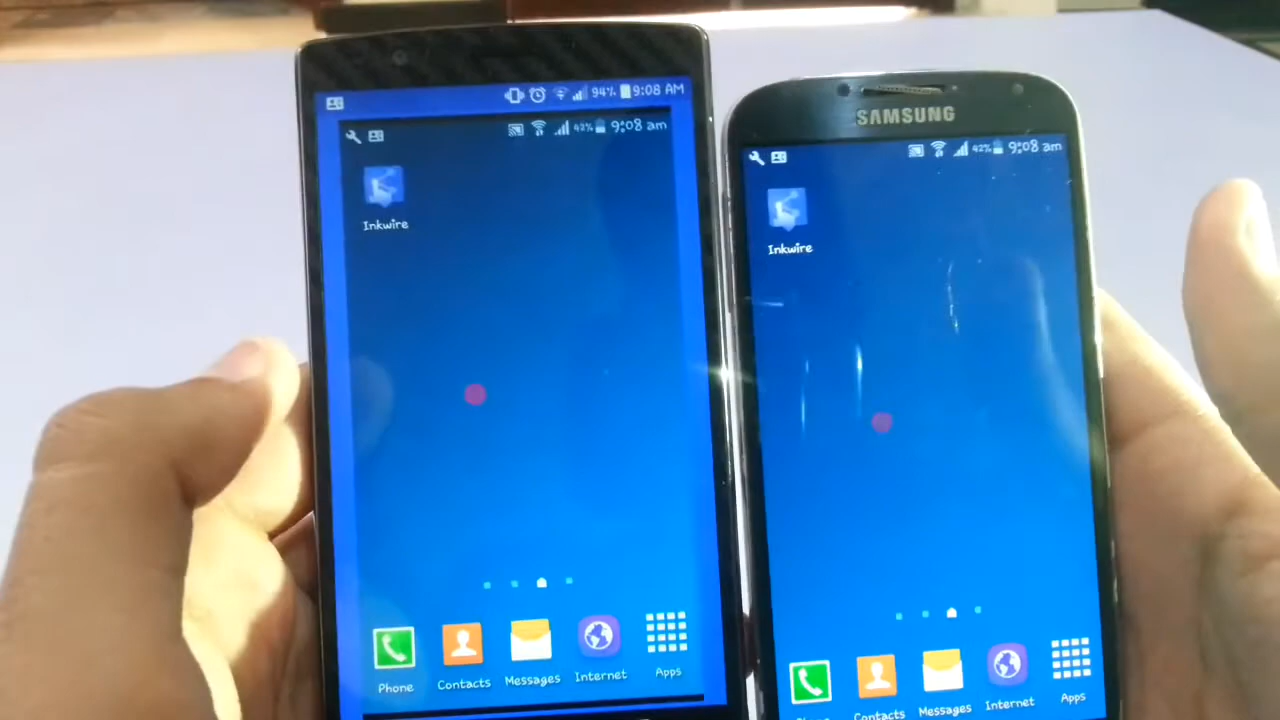 94% 9:08 AM
42% 9:08 am
Inkwire
Phone
Contacts
Messages
Internet
Apps
SAMSUNG
42% 9:08 am
Inkwire
Contacts
Messages
Internet
Apps